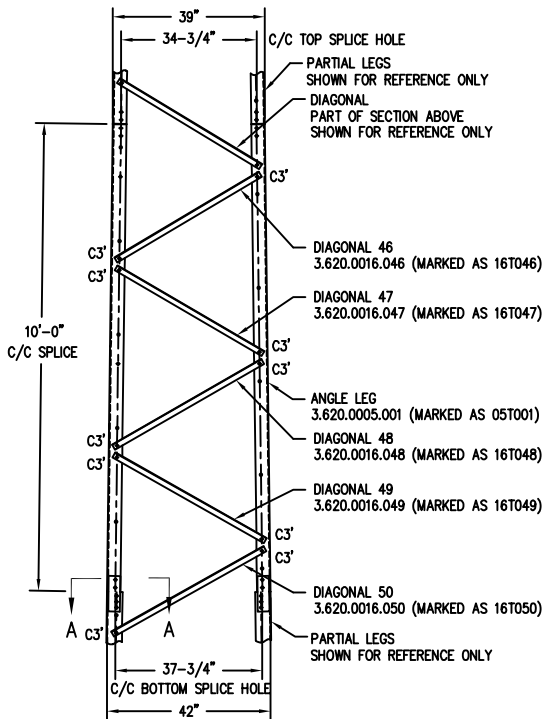 39"
34-3/4"
C/C TOP SPLICE HOLE
PARTIAL LEGS
SHOWN FOR REFERENCE ONLY
DIAGONAL
PART OF SECTION ABOVE
SHOWN FOR REFERENCE ONLY
C3'
DIAGONAL 46
3.620.0016.046 (MARKED AS 16T046)
C3'
C3'
DIAGONAL 47
3.620.0016.047 (MARKED AS 16T047)
10'-0"
C/C SPLICE
C3'
C3'
ANGLE LEG
3.620.0005.001 (MARKED AS 05T001)
DIAGONAL 48
3.620.0016.048 (MARKED AS 16T048)
C3'
C3'
DIAGONAL 49
3.620.0016.049 (MARKED AS 16T049)
C3'
C3'
DIAGONAL 50
3.620.0016.050 (MARKED AS 16T050)
A
A
C3'
PARTIAL LEGS
SHOWN FOR REFERENCE ONLY
37-3/4"
C/C BOTTOM SPLICE HOLE
42"